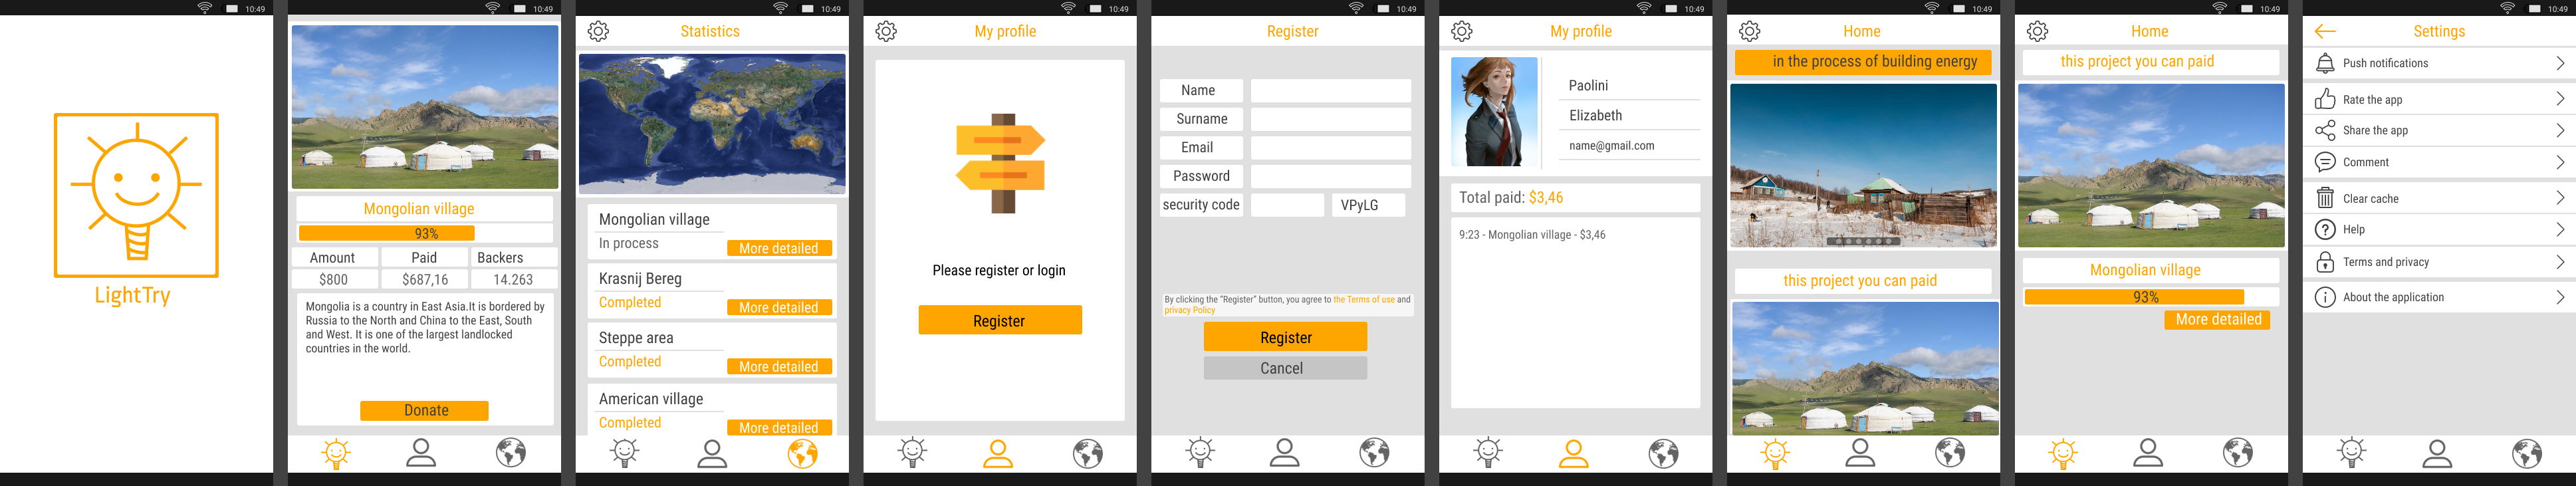 10:49
LightTry
10:49
Mongolian village
93%
Amount Paid Backers
$800 $687,16 14.263
Mongolia is a country in East Asia.It is bordered by
Russia to the North and China to the East, South
and West. It is one of the largest landlocked
countries in the world.
Donate
10:49
Statistics
Mongolian village
In process
More detailed
Krasnij Bereg
Completed
More detailed
Steppe area
Completed
More detailed
American village
Completed
More detailed
10:49
My profile
Please register or login
Register
10:49
Register
Name
Surname
Email
Password
security code VPyLG
By clicking the "Register" button, you agree to the Terms of use and
privacy Policy
Register
Cancel
10:49
My profile
Paolini
Elizabeth
name@gmail.com
Total paid: $3,46
9:23 - Mongolian village - $3,46
10:49
Home
in the process of building energy
this project you can paid
10:49
Home
this project you can paid
Mongolian village
93%
More detailed
10:49
Settings
Push notifications
Rate the app
Share the app
Comment
Clear cache
Help
Terms and privacy
About the application